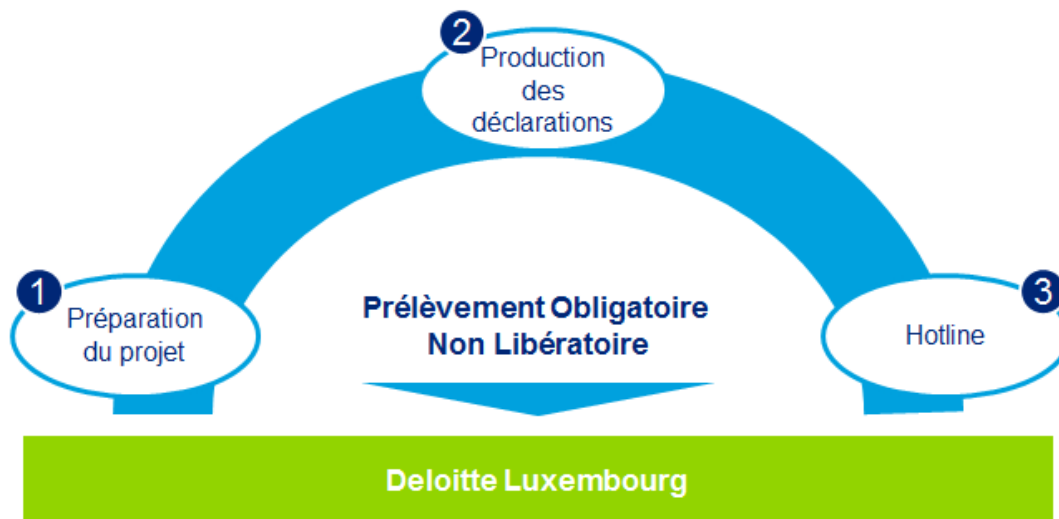 2
Production
des
déclarations
1
Préparation
du projet
Prélèvement Obligatoire
Non Libératoire
3
Hotline
Deloitte Luxembourg